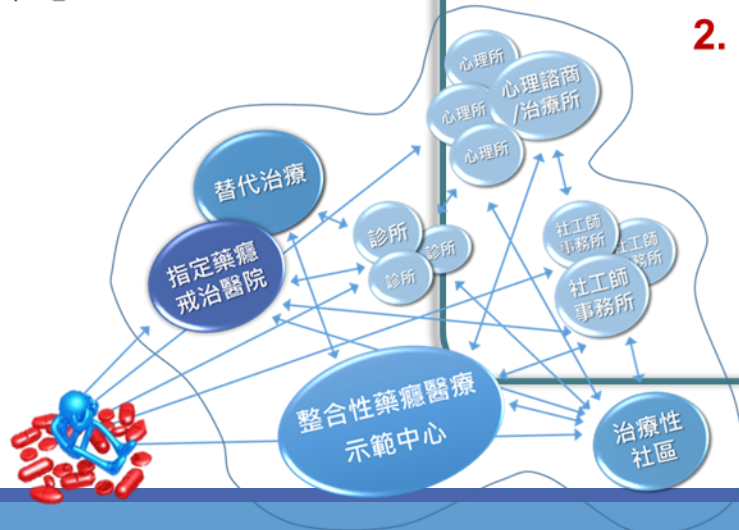 2.
心理所
心理諮商
/治療所
心理所
心理所
替代治療
指定藥癮
戒治醫院
診所
診所
診所
社工師
事務所
社工師
事務所
社工師
事務所
整合性藥癮醫療
示範中心
治療性
社區